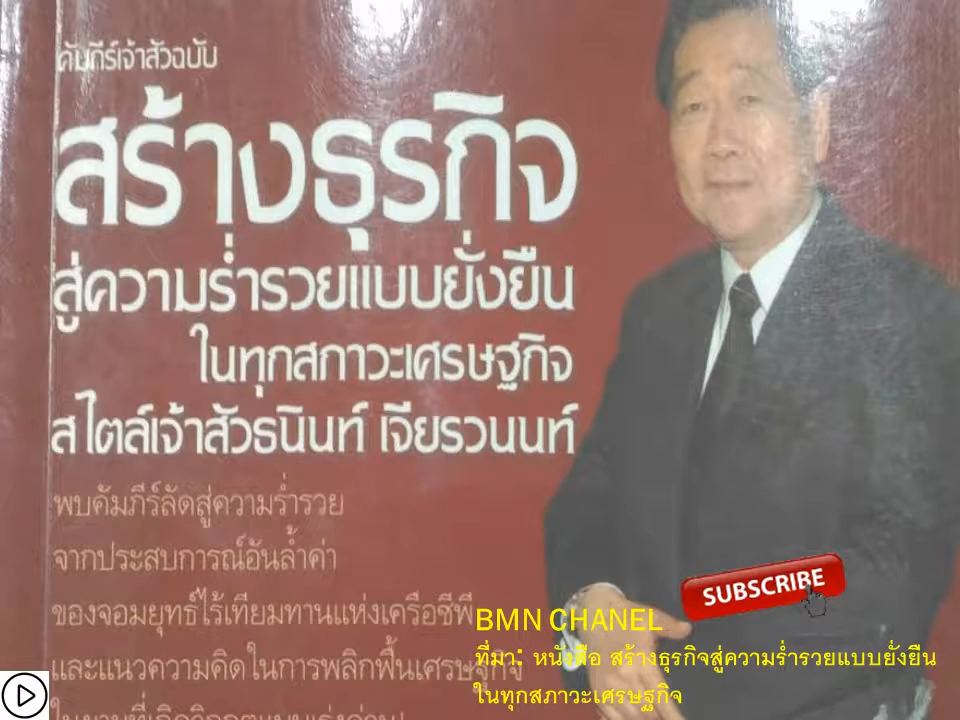 คัมภีร์เจ้าสัวฉบับ
สร้างธุรกิจ
สู่ความร่ำรวยแบบยั่งยืน
ในทุกสภาวะเศรษฐกิจ
สไตล์เจ้าสัวธนินท์ เจียรวนนท์
พบคัมภีร์ลัดสู่ความร่ำรวย
จากประสบการณ์อันล้ำค่า
ของจอมยุทธ์ไร้เทียมทานแห่งเครือซีพี
และแนวความคิดในการพลิกฟื้นเศรษฐกิจ
SUBSCRIBE
BMN CHANEL
ที่มา: หนังสือ สร้างธุรกิจสู่ความร่ำรวยแบบยั่งยืน
ในทุกสภาวะเศรษฐกิจ